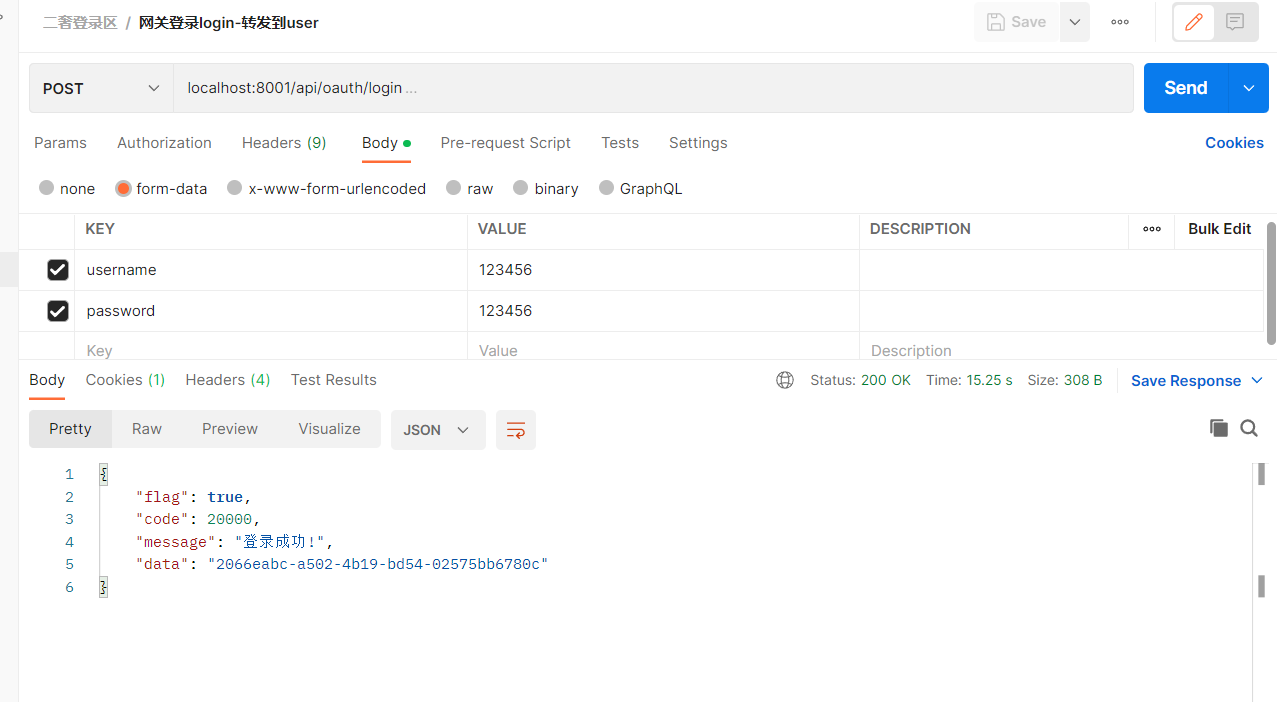 二奢登录区 / 网关登录login-转发到user
Save
POST
localhost:8001/api/oauth/login ...
Send
Params Authorization Headers (9) Body Pre-request Script Tests Settings Cookies
none form-data x-www-form-urlencoded raw binary GraphQL
KEY VALUE DESCRIPTION Bulk Edit
username 123456
password 123456
Key Value Description
Body Cookies (1) Headers (4) Test Results Status: 200 OK Time: 15.25 s Size: 308 B Save Response
Pretty Raw Preview Visualize JSON
1 {
2 "flag": true,
3 "code": 20000,
4 "message": "登录成功!",
5 "data": "2066eabc-a502-4b19-bd54-02575bb6780c"
6 }